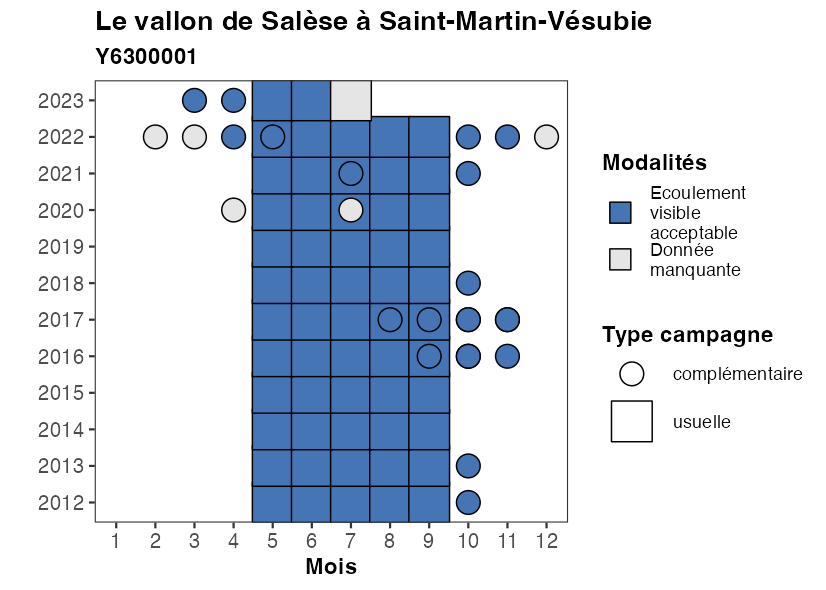 Le vallon de Salèse à Saint-Martin-Vésubie
Y6300001
2023
2022
2021
2020
2019
2018
2017
2016
2015
2014
2013
2012
1 2 3 4 5 6 7 8 9 10 11 12
Mois
Modalités
Ecoulement
visible
acceptable
Donnée
manquante
Type campagne
complémentaire
usuelle